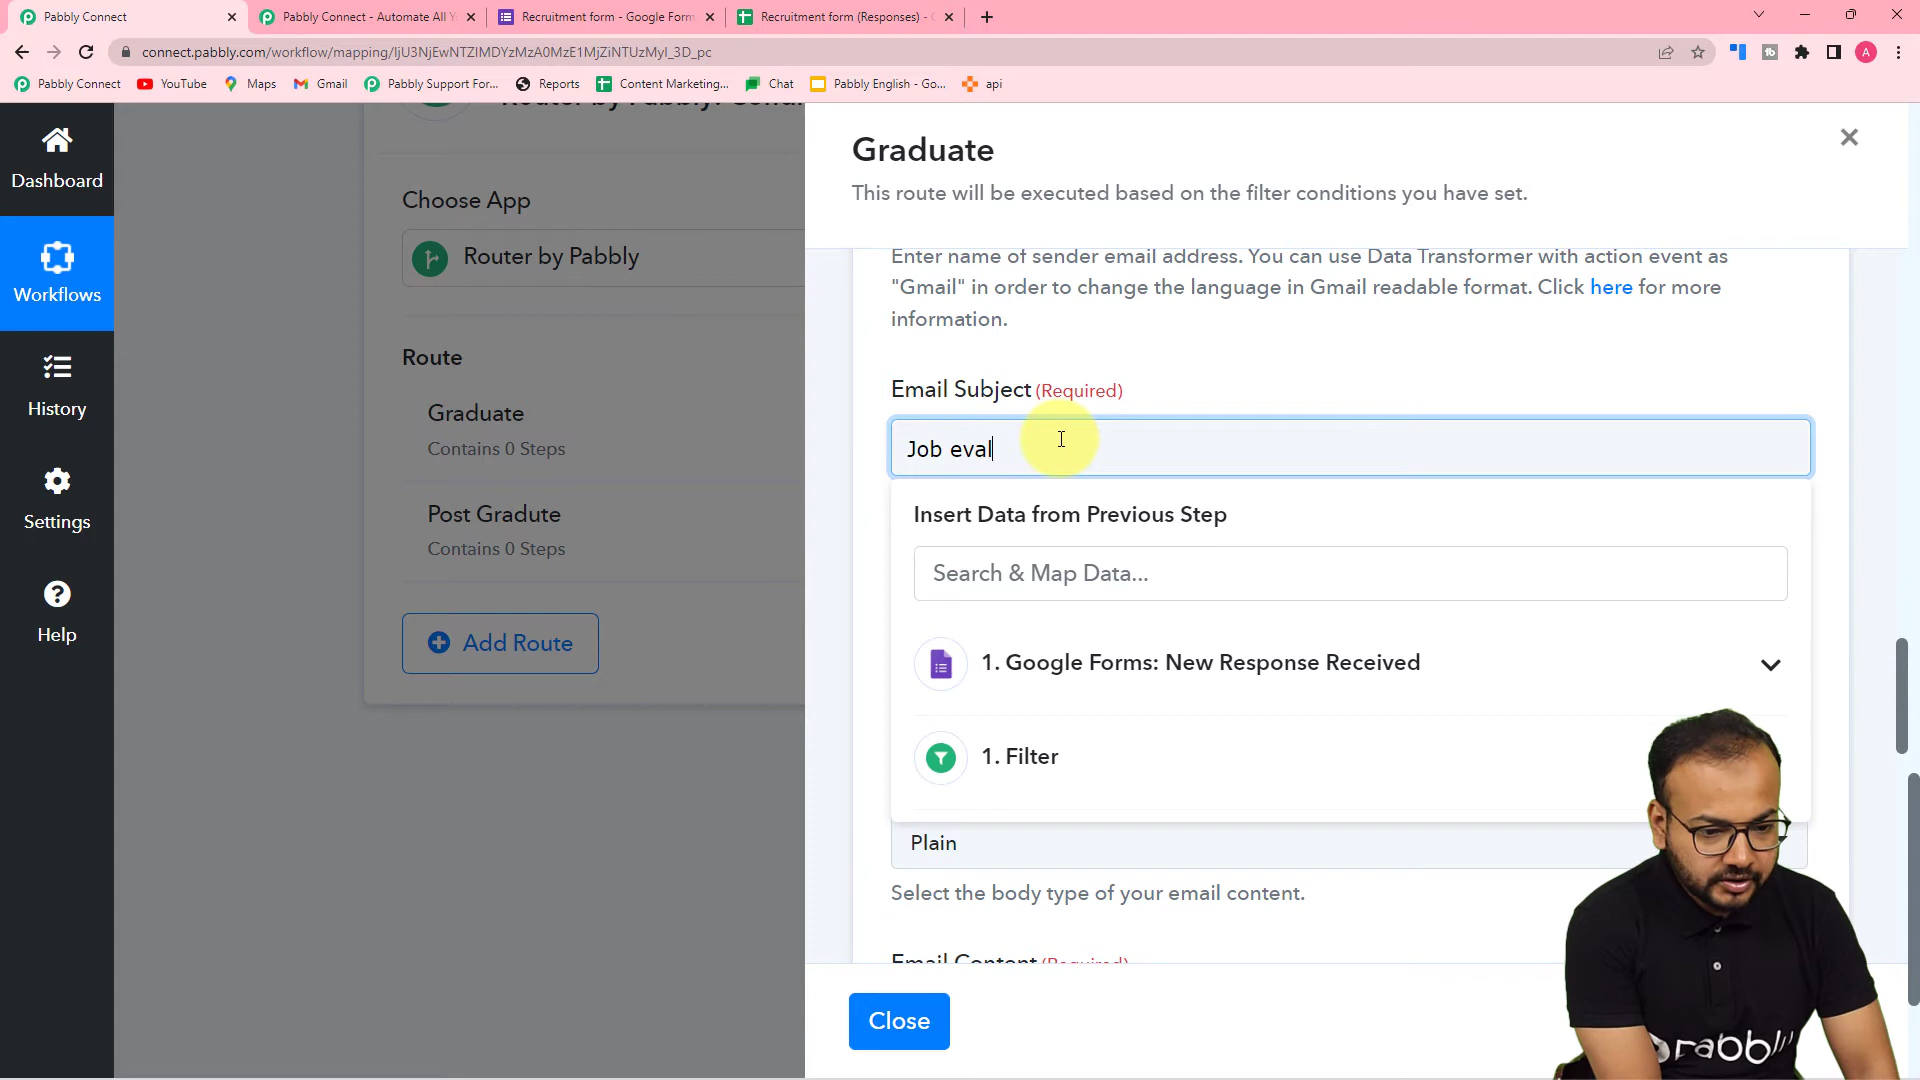 Pabbly Connect
Pabbly Connect - Automate All Y
Recruitment form - Google Form
Recruitment form (Responses) -
connect.pabbly.com/workflow/mapping/IjU3NjEwNTZlMDYzMzA0MzE1MjZiNTUzMyI_3D_pc
A
Pabbly Connect
YouTube
Maps
Gmail
Pabbly Support For...
Reports
Content Marketing...
Chat
Pabbly English - Go...
api
Dashboard
Workflows
History
Settings
Help
Choose App
Router by Pabbly
Route
Graduate
Contains 0 Steps
Post Gradute
Contains 0 Steps
Add Route
Graduate
This route will be executed based on the filter conditions you have set.
Enter name of sender email address. You can use Data Transformer with action event as
"Gmail" in order to change the language in Gmail readable format. Click here for more
information.
Email Subject (Required)
Job eval
Insert Data from Previous Step
Search & Map Data...
1. Google Forms: New Response Received
1. Filter
Plain
Select the body type of your email content.
Email Content (Required)
Close